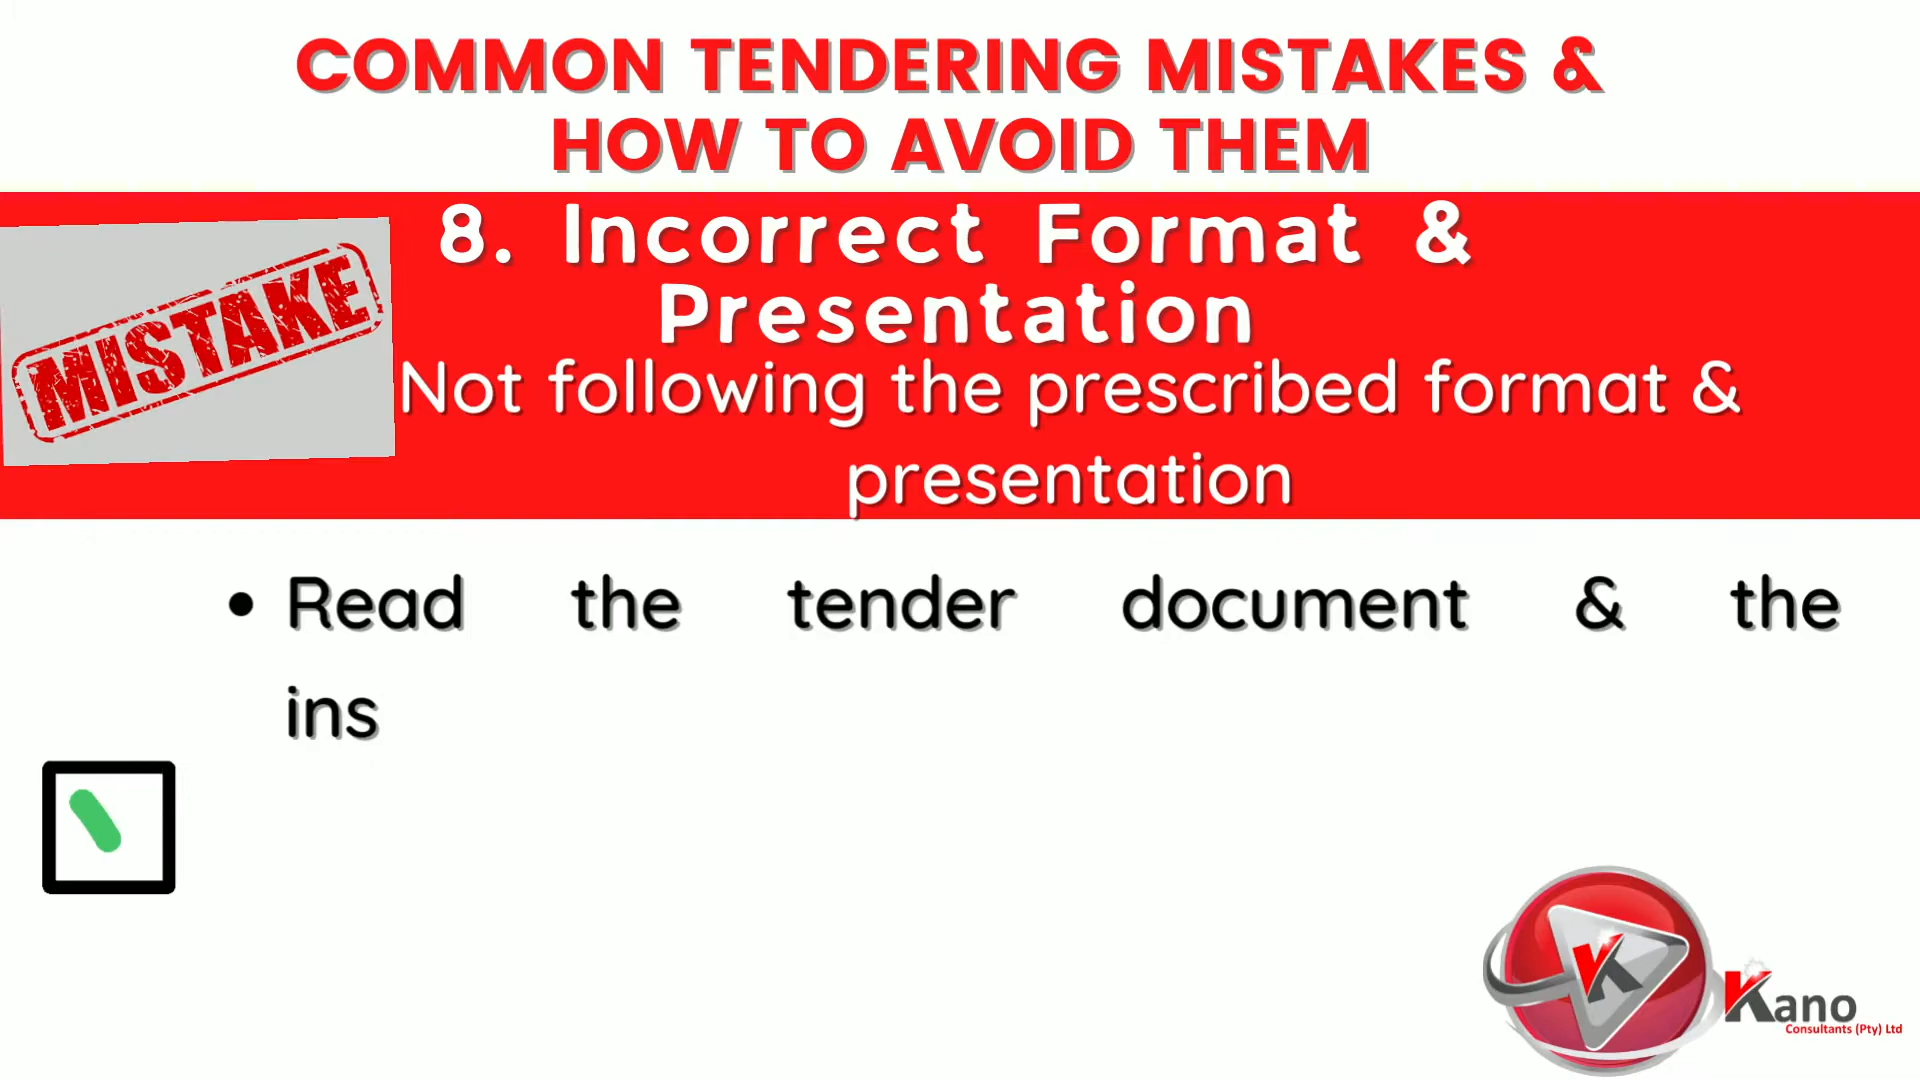 COMMON TENDERING MISTAKES &
HOW TO AVOID THEM
8. Incorrect Format &
Presentation
MISTAKE
Not following the prescribed format &
presentation
• Read the tender document & the
ins
K
Kano
Consultants (Pty) Ltd